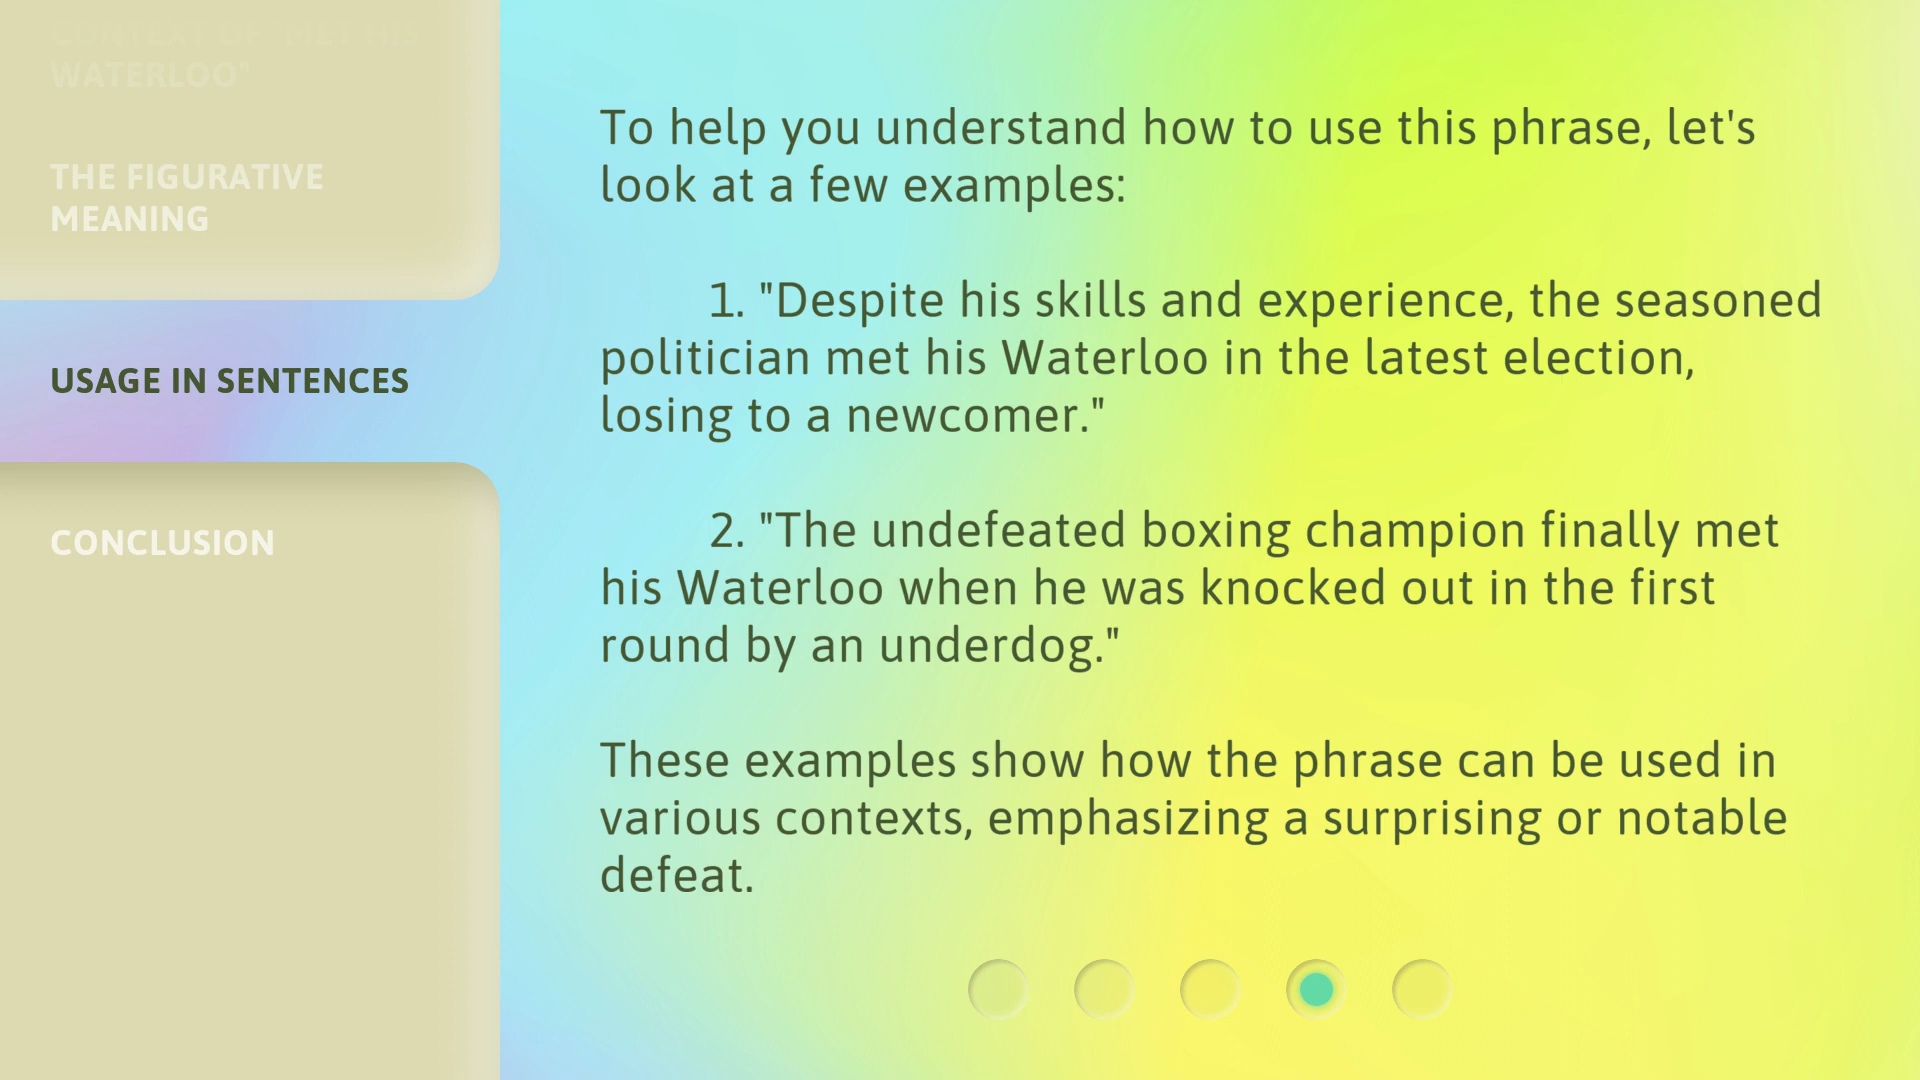 CONTEXT OF "MET HIS
WATERLOO"
THE FIGURATIVE
MEANING
USAGE IN SENTENCES
CONCLUSION
To help you understand how to use this phrase, let's
look at a few examples:
1. "Despite his skills and experience, the seasoned
politician met his Waterloo in the latest election,
losing to a newcomer."
2. "The undefeated boxing champion finally met
his Waterloo when he was knocked out in the first
round by an underdog."
These examples show how the phrase can be used in
various contexts, emphasizing a surprising or notable
defeat.